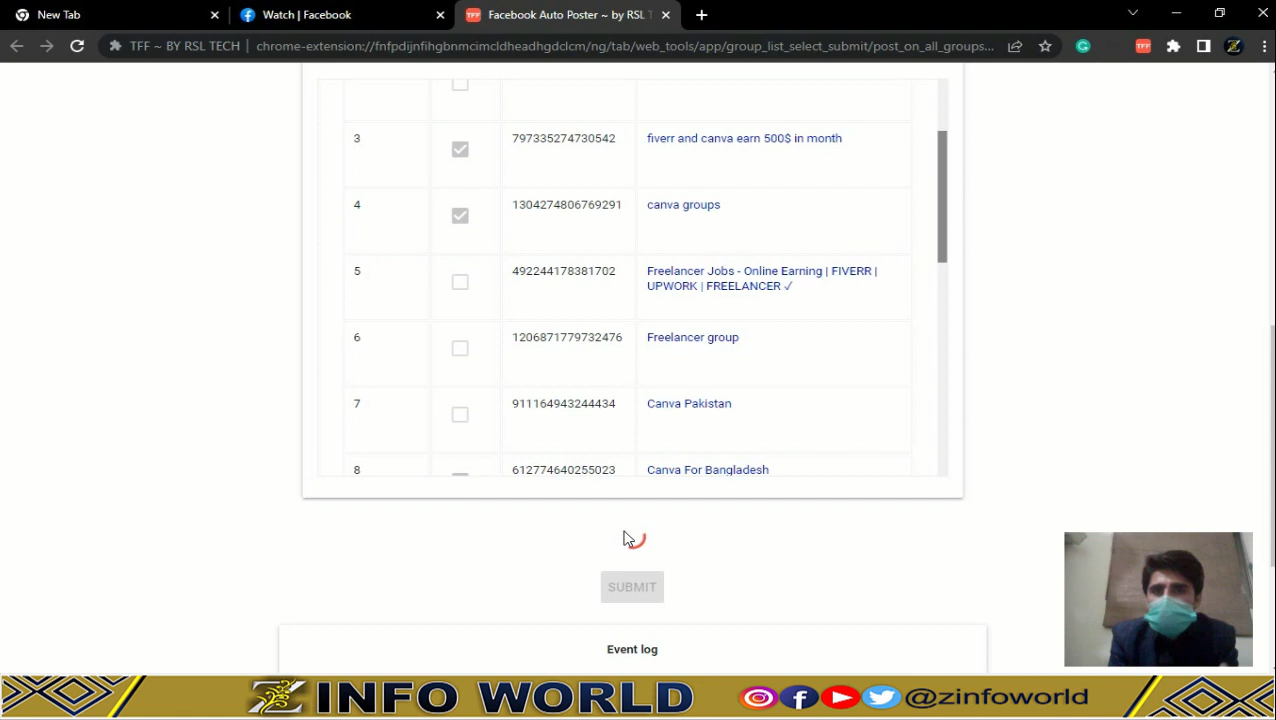 New Tab
Watch | Facebook
Facebook Auto Poster ~ by RSL T
TFF ~ BY RSL TECH
chrome-extension://fnfpdijnfihgbnmcimcldheadhgdclcm/ng/tab/web_tools/app/group_list_select_submit/post_on_all_groups...
TFF
3 797335274730542 fiverr and canva earn 500$ in month
4 1304274806769291 canva groups
5 492244178381702 Freelancer Jobs - Online Earning | FIVERR |
UPWORK | FREELANCER ✓
6 1206871779732476 Freelancer group
7 911164943244434 Canva Pakistan
8 612774640255023 Canva For Bangladesh
SUBMIT
Event log
Z INFO WORLD @zinfoworld